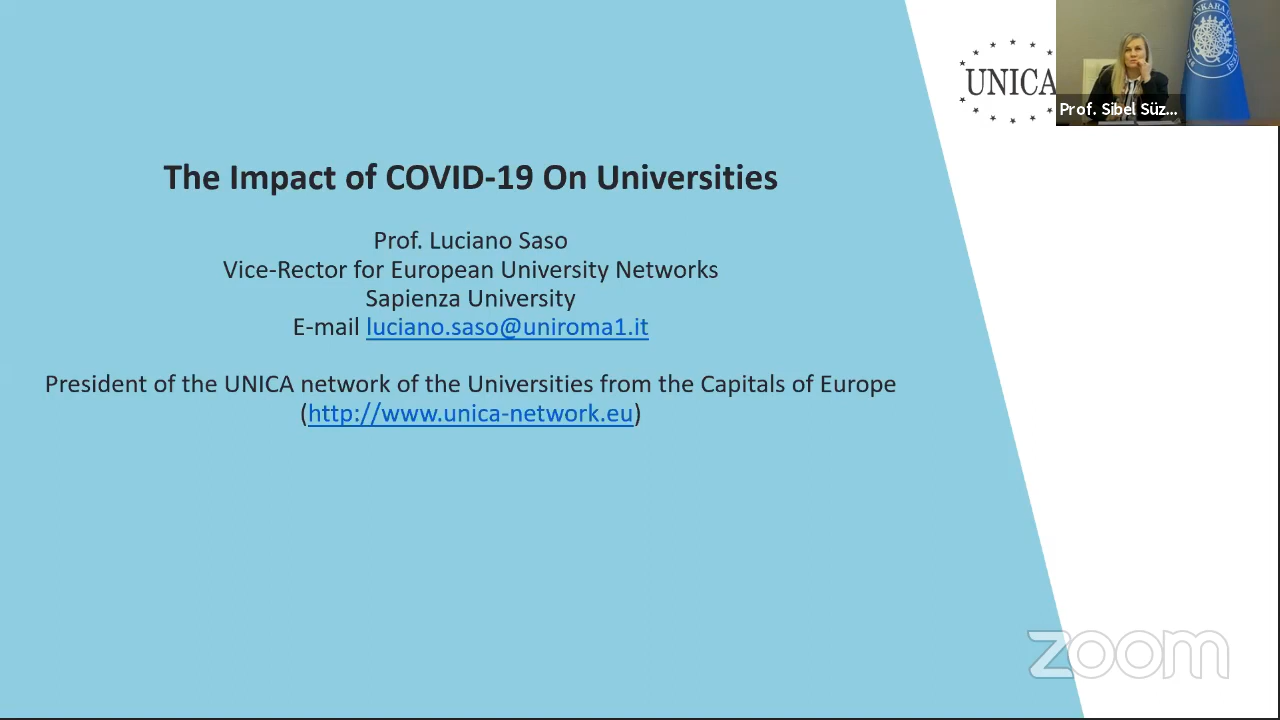 UNICA
Prof. Sibel Süz...
The Impact of COVID-19 On Universities
Prof. Luciano Saso
Vice-Rector for European University Networks
Sapienza University
E-mail luciano.saso@uniroma1.it
President of the UNICA network of the Universities from the Capitals of Europe
(http://www.unica-network.eu)
zoom